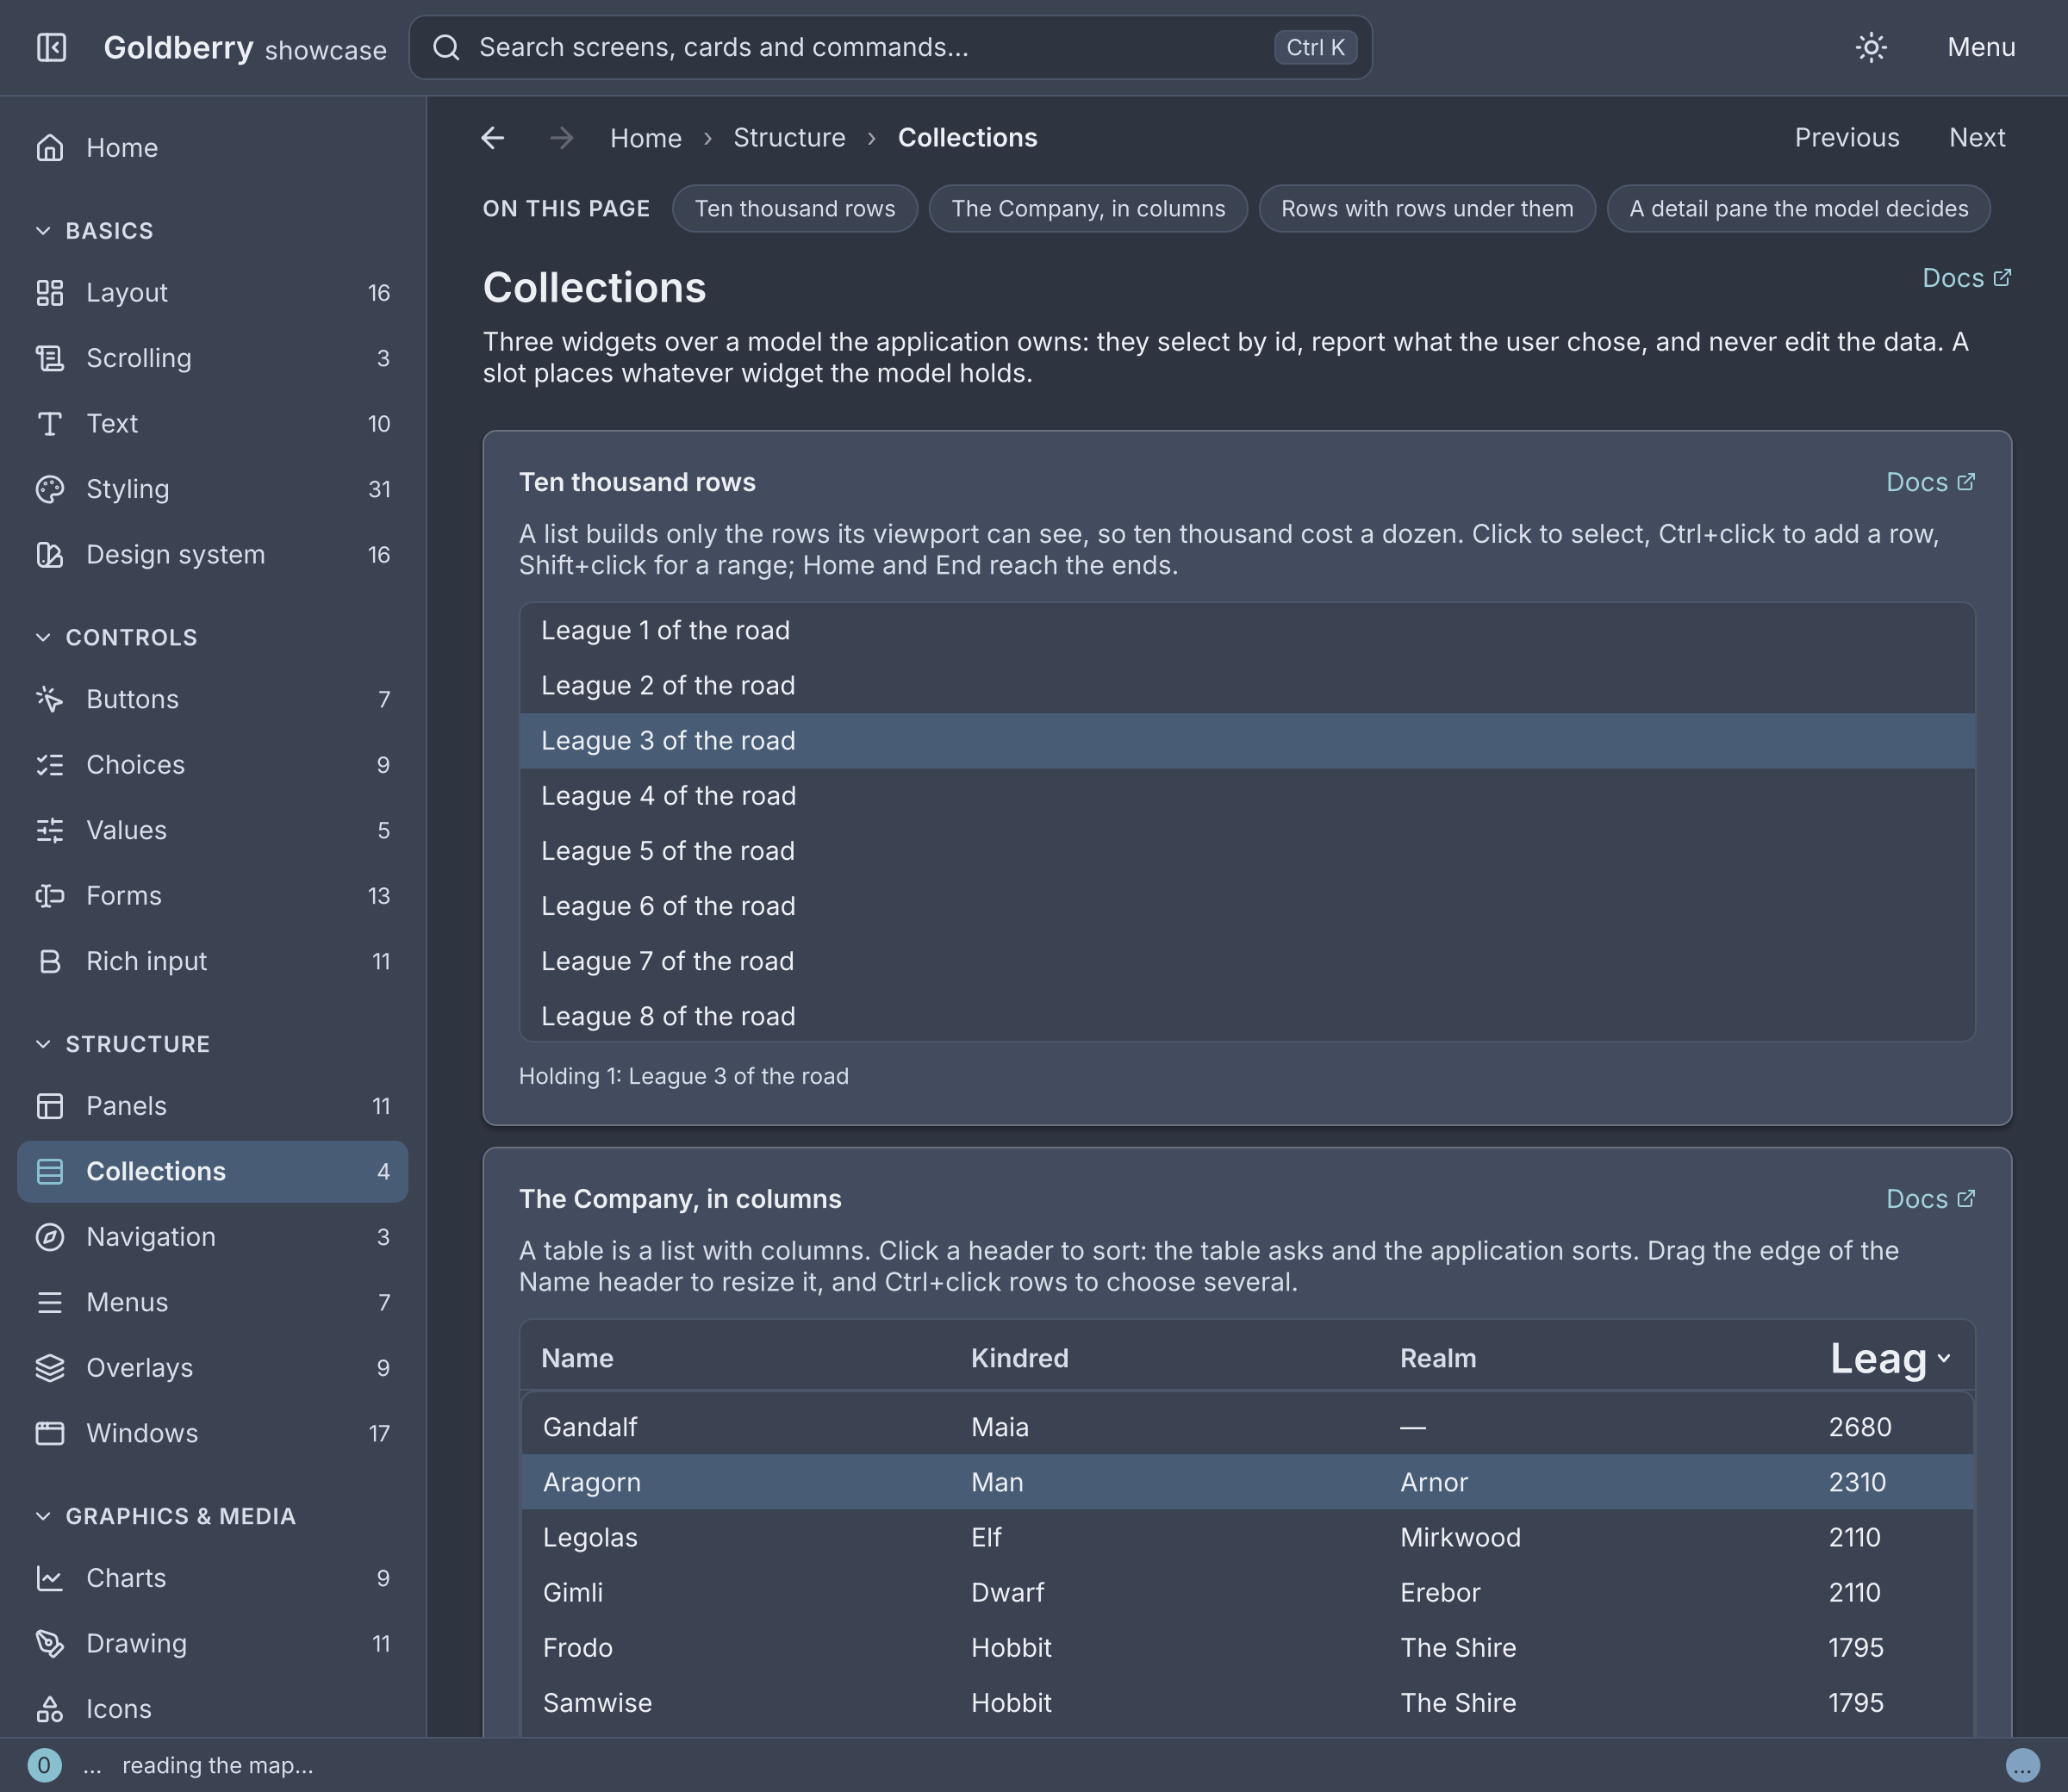 Goldberry showcase
Search screens, cards and commands...
Ctrl K
Menu
Home
BASICS
Layout 16
Scrolling 3
Text 10
Styling 31
Design system 16
CONTROLS
Buttons 7
Choices 9
Values 5
Forms 13
Rich input 11
STRUCTURE
Panels 11
Collections 4
Navigation 3
Menus 7
Overlays 9
Windows 17
GRAPHICS & MEDIA
Charts 9
Drawing 11
Icons
Home › Structure › Collections
Previous Next
ON THIS PAGE
Ten thousand rows
The Company, in columns
Rows with rows under them
A detail pane the model decides
Collections
Docs
Three widgets over a model the application owns: they select by id, report what the user chose, and never edit the data. A
slot places whatever widget the model holds.
Ten thousand rows
Docs
A list builds only the rows its viewport can see, so ten thousand cost a dozen. Click to select, Ctrl+click to add a row,
Shift+click for a range; Home and End reach the ends.
League 1 of the road
League 2 of the road
League 3 of the road
League 4 of the road
League 5 of the road
League 6 of the road
League 7 of the road
League 8 of the road
Holding 1: League 3 of the road
The Company, in columns
Docs
A table is a list with columns. Click a header to sort: the table asks and the application sorts. Drag the edge of the
Name header to resize it, and Ctrl+click rows to choose several.
Name Kindred Realm Leag
Gandalf Maia — 2680
Aragorn Man Arnor 2310
Legolas Elf Mirkwood 2110
Gimli Dwarf Erebor 2110
Frodo Hobbit The Shire 1795
Samwise Hobbit The Shire 1795
0 ... reading the map... ...